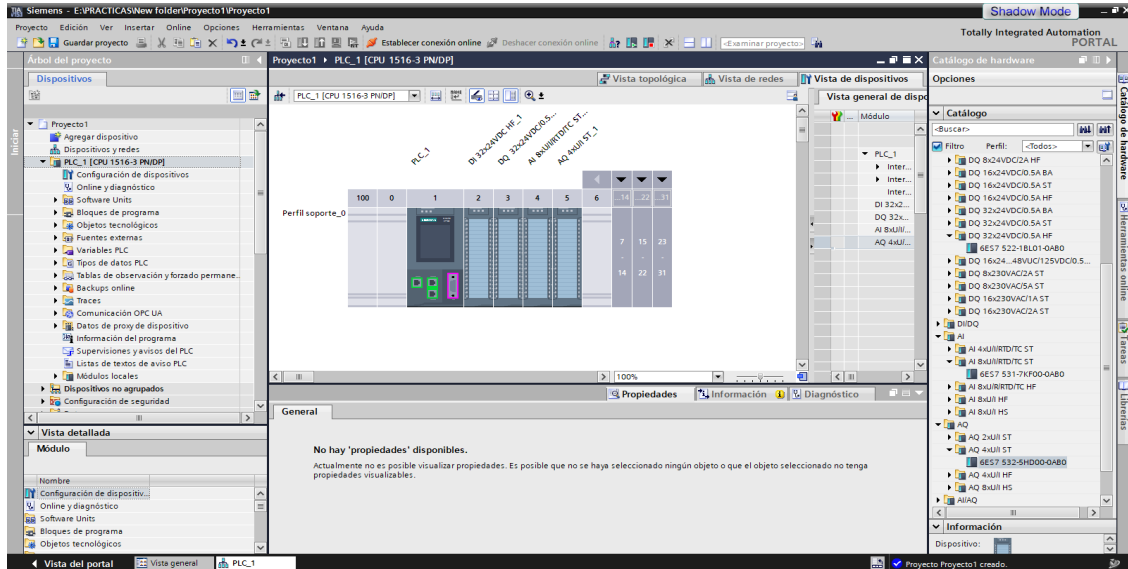 Siemens - E:\PRACTICAS\New folder\Proyecto1\Proyecto1
Shadow Mode
Proyecto Edición Ver Insertar Online Opciones Herramientas Ventana Ayuda
Guardar proyecto
Establecer conexión online
Deshacer conexión online
<Examinar proyecto>
Totally Integrated Automation
PORTAL
Árbol del proyecto
Dispositivos
Iniciar
Proyecto1
Agregar dispositivo
Dispositivos y redes
PLC_1 [CPU 1516-3 PN/DP]
Configuración de dispositivos
Online y diagnóstico
Software Units
Bloques de programa
Objetos tecnológicos
Fuentes externas
Variables PLC
Tipos de datos PLC
Tablas de observación y forzado permane..
Backups online
Traces
Comunicación OPC UA
Datos de proxy de dispositivo
Información del programa
Supervisiones y avisos del PLC
Listas de textos de aviso PLC
Módulos locales
Dispositivos no agrupados
Configuración de seguridad
Vista detallada
Módulo
Nombre
Configuración de dispositiv...
Online y diagnóstico
Software Units
Bloques de programa
Objetos tecnológicos
Proyecto1 ▸ PLC_1 [CPU 1516-3 PN/DP]
Vista topológica
Vista de redes
Vista de dispositivos
PLC_1 [CPU 1516-3 PN/DP]
PLC_1
DI 32x24VDC HF_1
DQ 32x24VDC/0.5...
AI 8xU/I/RTD/TC ST...
AQ 4xU/I ST_1
100 0 1 2 3 4 5 6 ...14 ...22 ...31
Perfil soporte_0
7 15 23
- - -
14 22 31
100%
Vista general de dispo
... Módulo
PLC_1
Inter...
Inter...
Inter...
DI 32x2...
DQ 32x...
AI 8xU/I/...
AQ 4xU/...
Propiedades
Información
Diagnóstico
General
No hay 'propiedades' disponibles.
Actualmente no es posible visualizar propiedades. Es posible que no se haya seleccionado ningún objeto o que el objeto seleccionado no tenga
propiedades visualizables.
Catálogo de hardware
Opciones
Catálogo
<Buscar>
Filtro Perfil: <Todos>
DQ 8x24VDC/2A HF
DQ 16x24VDC/0.5A BA
DQ 16x24VDC/0.5A ST
DQ 16x24VDC/0.5A HF
DQ 32x24VDC/0.5A BA
DQ 32x24VDC/0.5A ST
DQ 32x24VDC/0.5A HF
6ES7 522-1BL01-0AB0
DQ 16x24...48VUC/125VDC/0.5...
DQ 8x230VAC/2A ST
DQ 8x230VAC/5A ST
DQ 16x230VAC/1A ST
DQ 16x230VAC/2A ST
DI/DQ
AI
AI 4xU/I/RTD/TC ST
AI 8xU/I/RTD/TC ST
6ES7 531-7KF00-0AB0
AI 8xU/R/RTD/TC HF
AI 8xU/I HF
AI 8xU/I HS
AQ
AQ 2xU/I ST
AQ 4xU/I ST
6ES7 532-5HD00-0AB0
AQ 4xU/I HF
AQ 8xU/I HS
AI/AQ
Información
Dispositivo:
Catálogo de hardware
Herramientas online
Tareas
Librerías
Vista del portal
Vista general
PLC_1
Proyecto Proyecto1 creado.